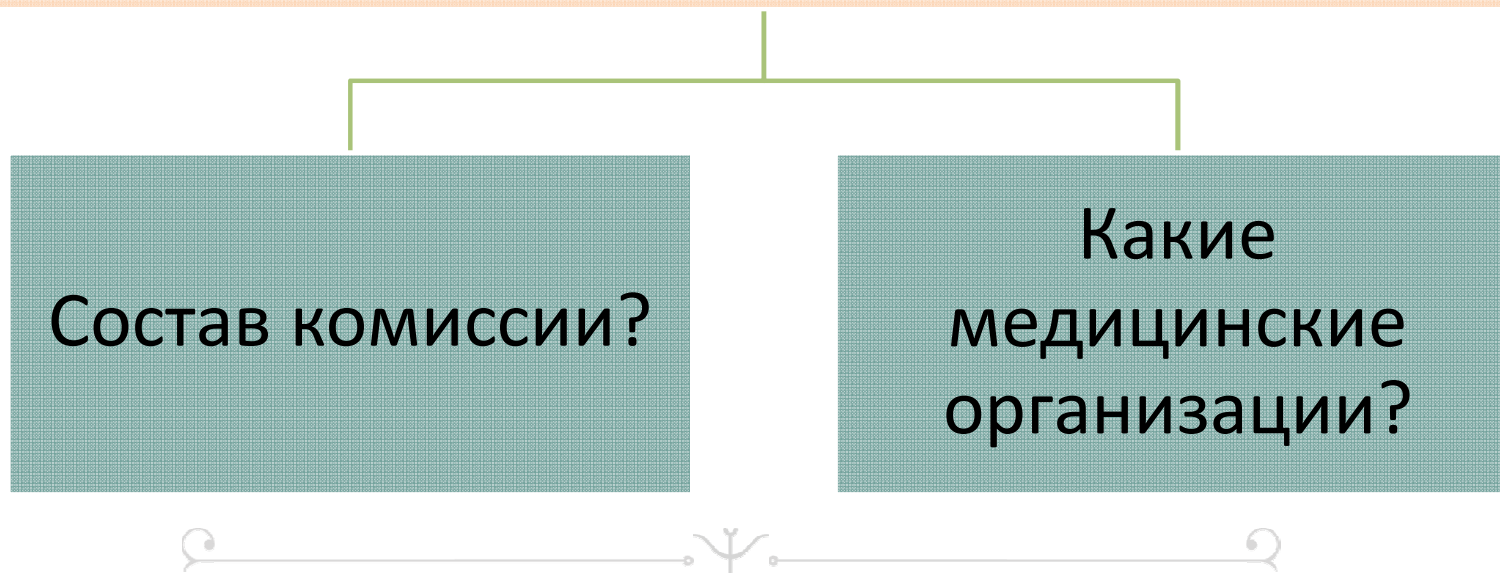 Состав комиссии?
Какие
медицинские
организации?